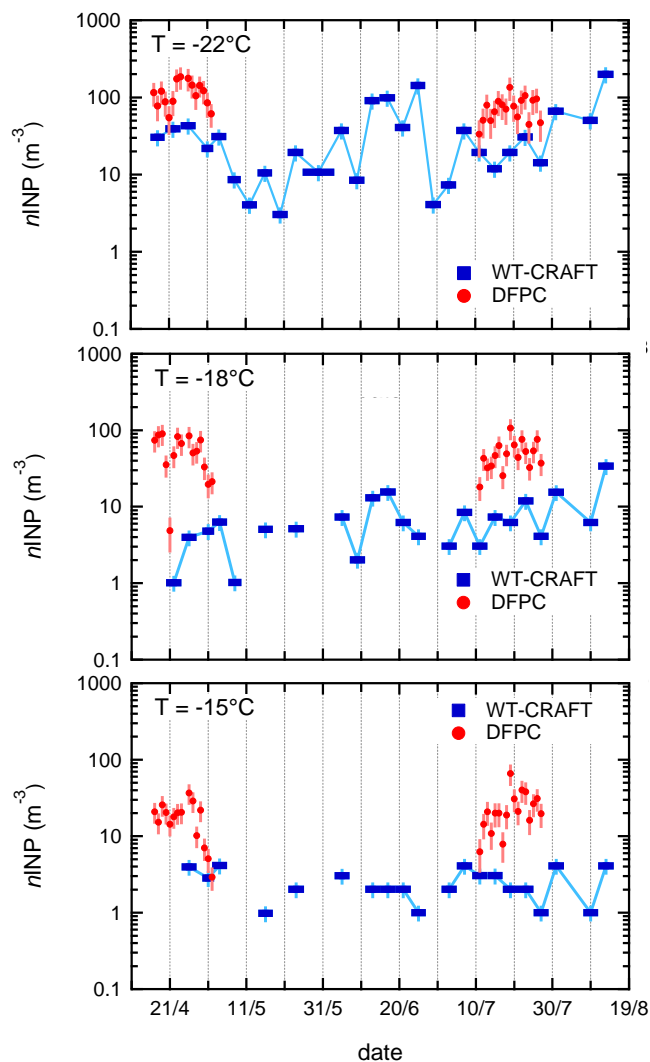 1000
T = -22°C
100
10
1
0.1
nINP (m-3)
WT-CRAFT
DFPC
1000
T = -18°C
100
10
1
0.1
nINP (m-3)
WT-CRAFT
DFPC
1000
T = -15°C
100
10
1
0.1
nINP (m-3)
WT-CRAFT
DFPC
21/4 11/5 31/5 20/6 10/7 30/7 19/8
date